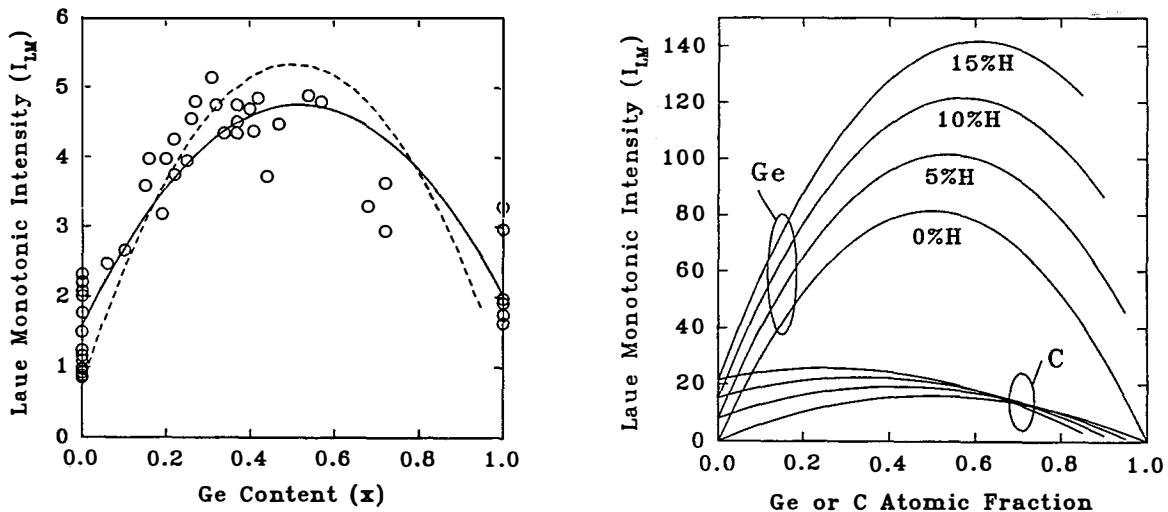 Laue Monotonic Intensity (I_LM)
6
5
4
3
2
1
0
0.0 0.2 0.4 0.6 0.8 1.0
Ge Content (x)
Laue Monotonic Intensity (I_LM)
140
120
100
80
60
40
20
0
15%H
10%H
5%H
0%H
Ge
C
0.0 0.2 0.4 0.6 0.8 1.0
Ge or C Atomic Fraction